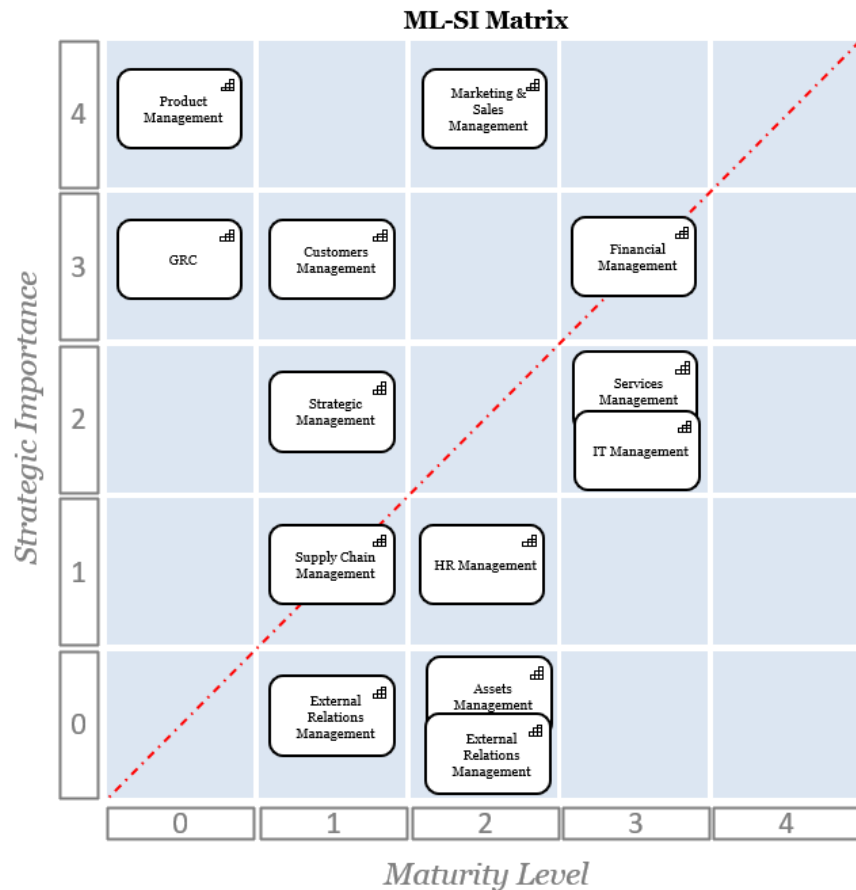 ML-SI Matrix
Strategic Importance
4
Product
Management
Marketing &
Sales
Management
3
GRC
Customers
Management
Financial
Management
2
Strategic
Management
Services
Management
IT Management
1
Supply Chain
Management
HR Management
0
External
Relations
Management
Assets
Management
External
Relations
Management
0
1
2
3
4
Maturity Level